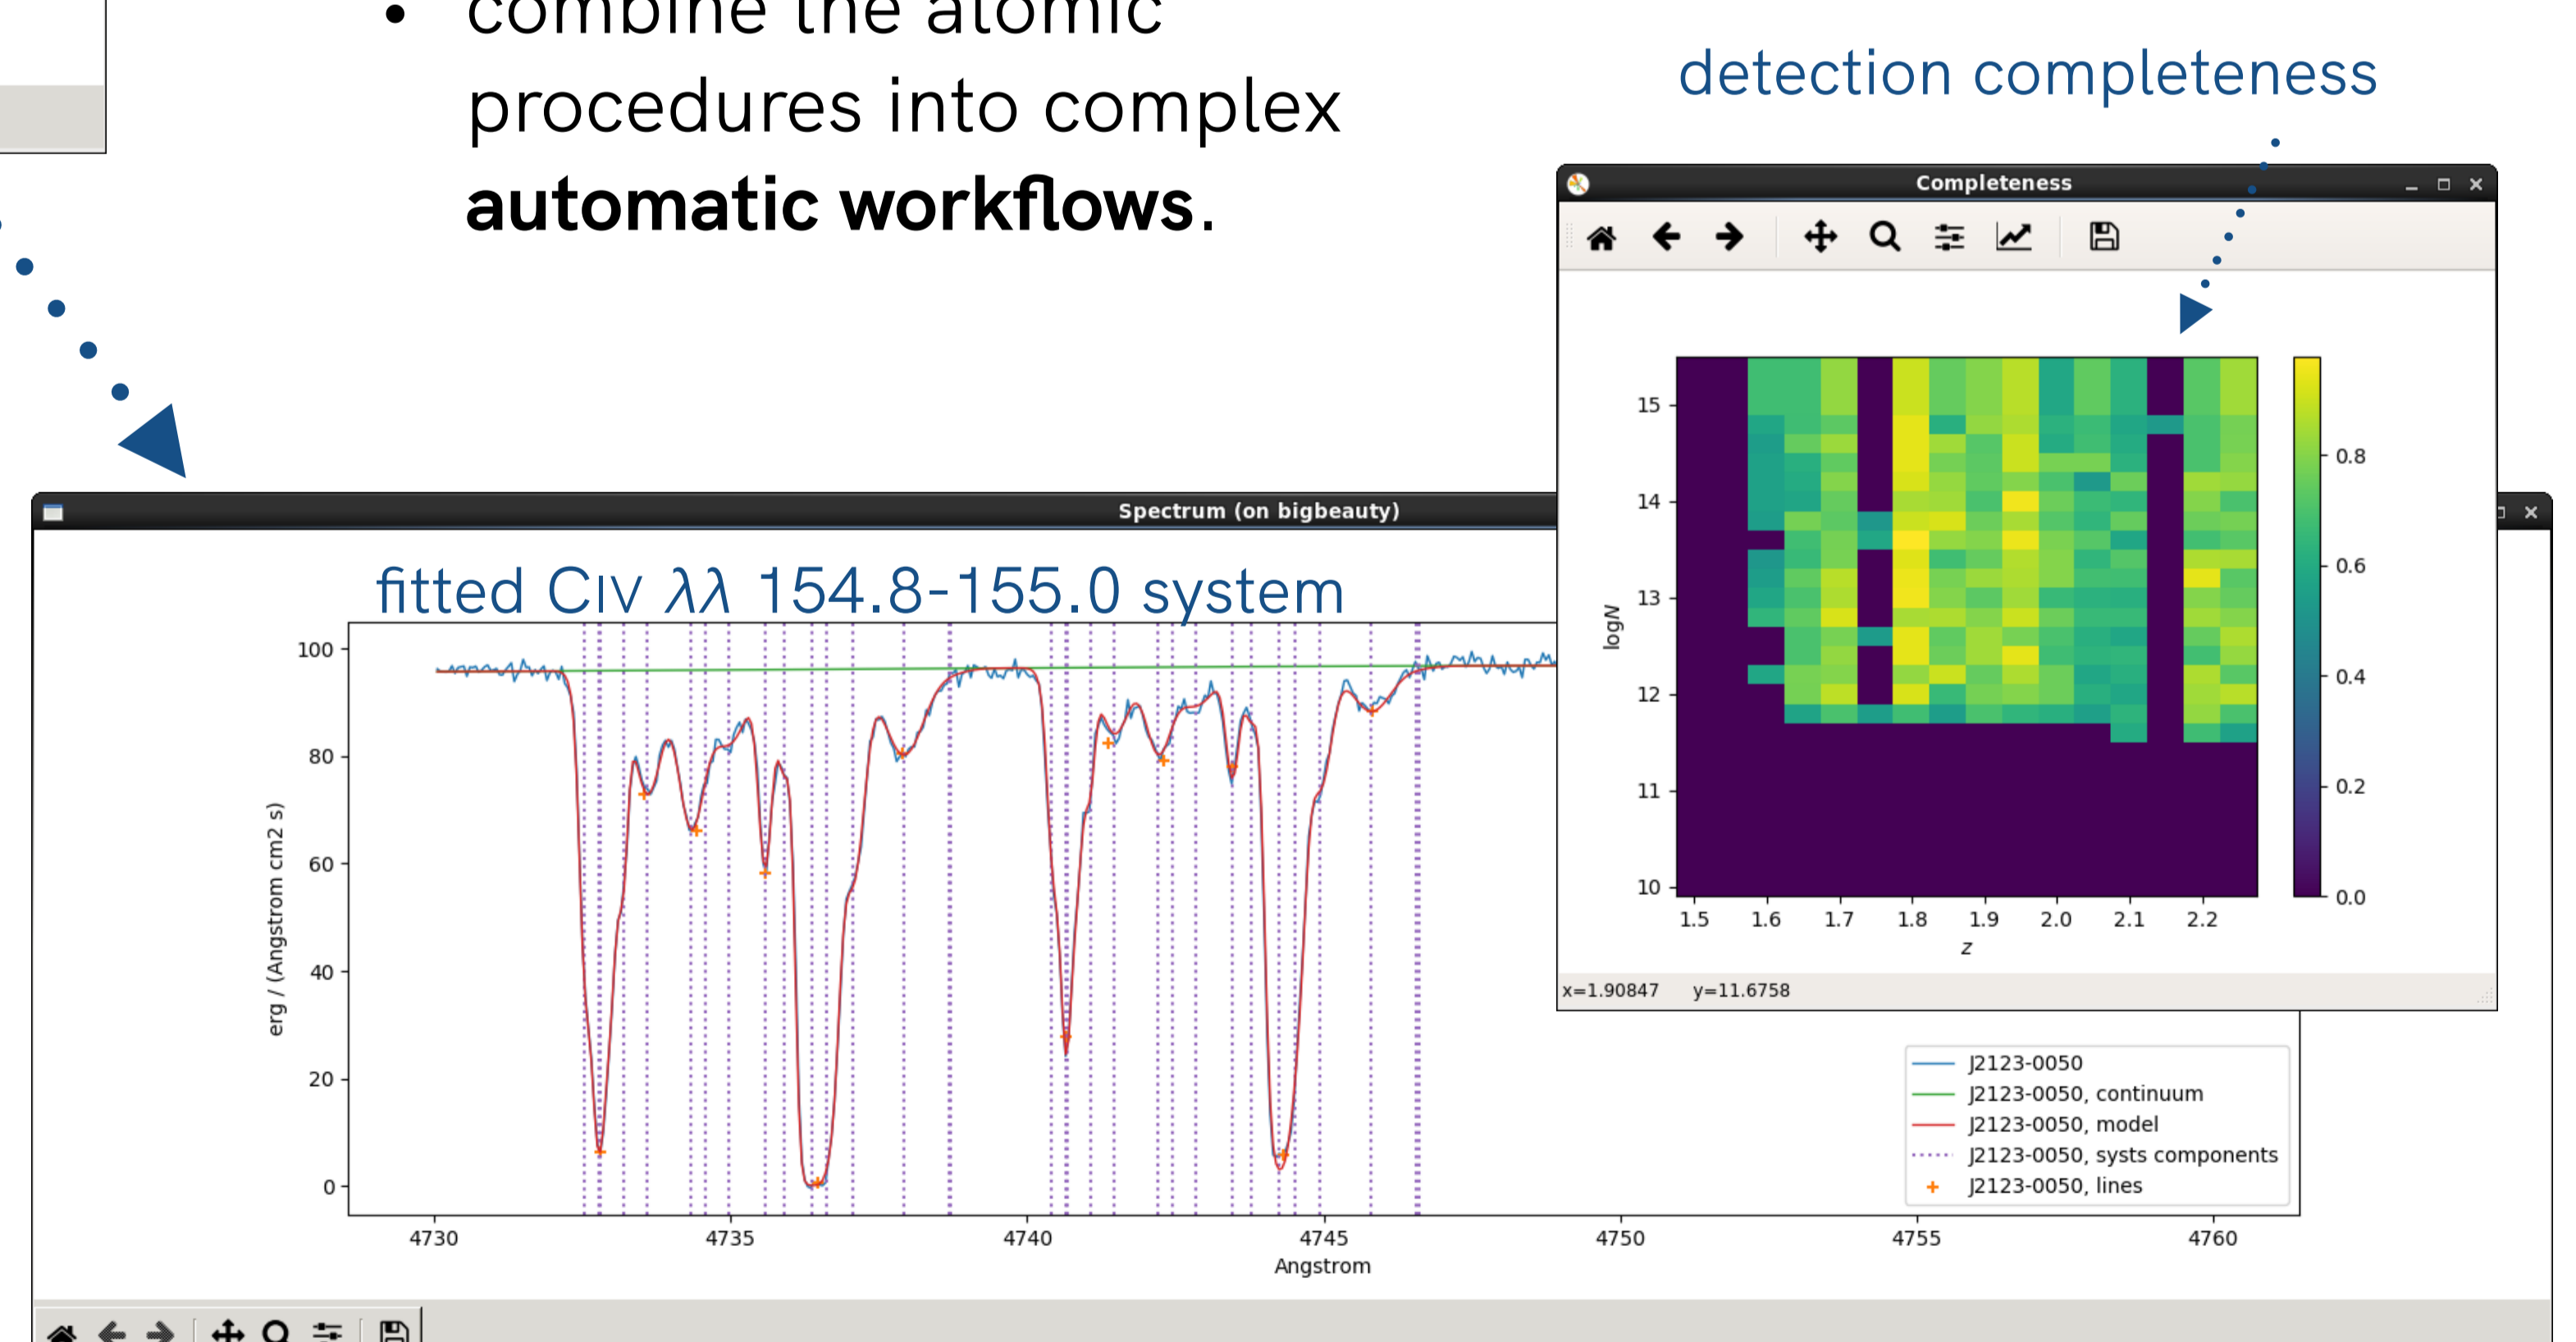 • combine the atomic
procedures into complex
automatic workflows.
detection completeness
Completeness
15
14
13
12
11
10
logN
1.5 1.6 1.7 1.8 1.9 2.0 2.1 2.2
z
0.8
0.6
0.4
0.2
0.0
x=1.90847 y=11.6758
Spectrum (on bigbeauty)
fitted CIV λλ 154.8-155.0 system
100
80
60
40
20
0
erg / (Angstrom cm2 s)
4730 4735 4740 4745 4750 4755 4760
Angstrom
J2123-0050
J2123-0050, continuum
J2123-0050, model
J2123-0050, systs components
J2123-0050, lines